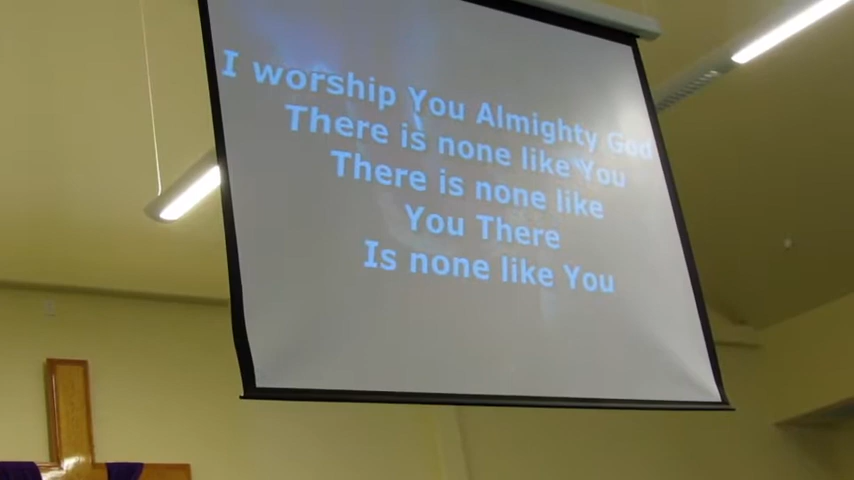 I worship You Almighty God
There is none like You
There is none like
You There
Is none like You